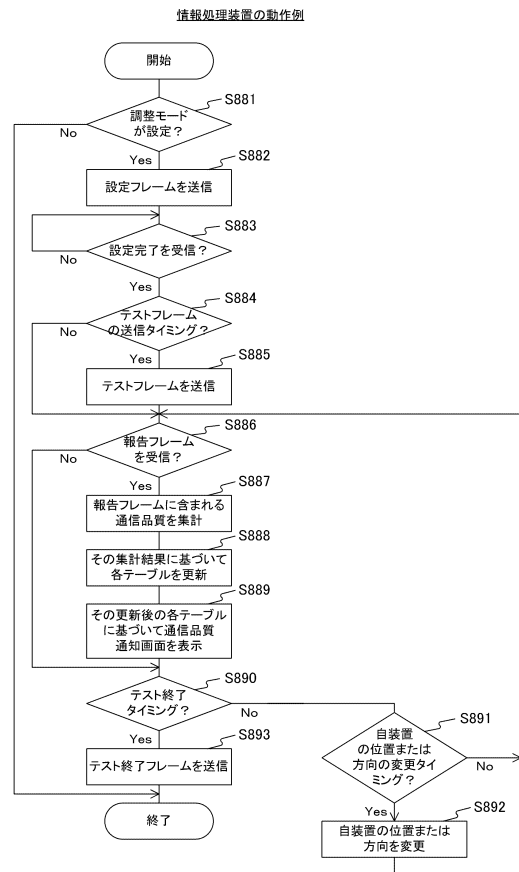 情報処理装置の動作例
開始
S881
調整モード
が設定？
No
Yes
S882
設定フレームを送信
S883
設定完了を受信？
No
Yes
S884
テストフレーム
の送信タイミング？
No
Yes
S885
テストフレームを送信
S886
報告フレーム
を受信？
No
Yes
S887
報告フレームに含まれる
通信品質を集計
S888
その集計結果に基づいて
各テーブルを更新
S889
その更新後の各テーブル
に基づいて通信品質
通知画面を表示
S890
テスト終了
タイミング？
No
Yes
S891
自装置
の位置または
方向の変更タイ
ミング？
No
Yes
S893
テスト終了フレームを送信
S892
自装置の位置または
方向を変更
終了